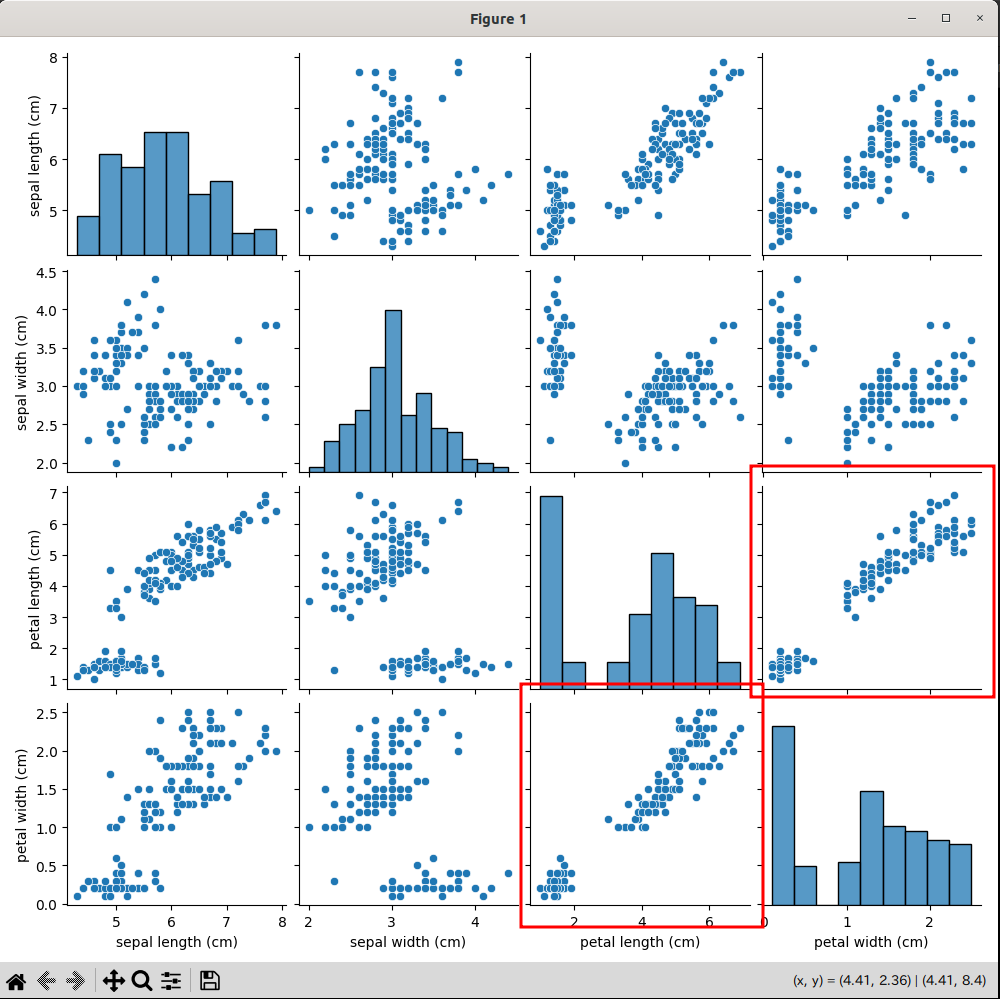 Figure 1
8
7
6
5
sepal length (cm)
4.5
4.0
3.5
3.0
2.5
2.0
sepal width (cm)
7
6
5
4
3
2
1
petal length (cm)
2.5
2.0
1.5
1.0
0.5
0.0
petal width (cm)
5 6 7 8
sepal length (cm)
2 3 4
sepal width (cm)
2 4 6
petal length (cm)
0 1 2
petal width (cm)
(x, y) = (4.41, 2.36) | (4.41, 8.4)